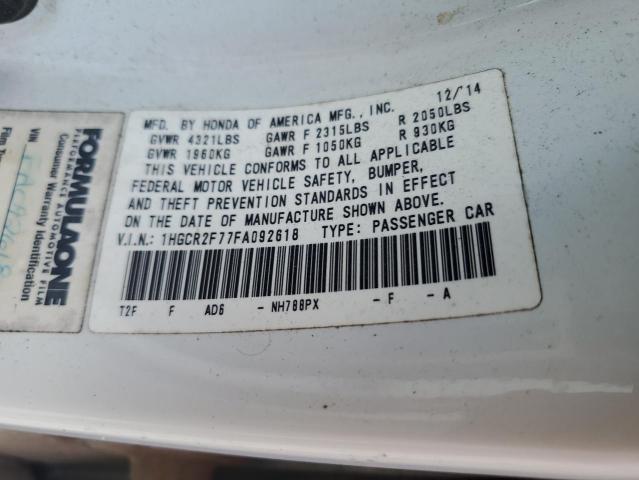 12/'14
MFD. BY HONDA OF AMERICA MFG., INC.
GVWR 4321LBS GAWR F 2315LBS R 2050LBS
GVWR 1960KG GAWR F 1050KG R 930KG
THIS VEHICLE CONFORMS TO ALL APPLICABLE
FEDERAL MOTOR VEHICLE SAFETY, BUMPER,
AND THEFT PREVENTION STANDARDS IN EFFECT
ON THE DATE OF MANUFACTURE SHOWN ABOVE.
V.I.N.: 1HGCR2F77FA092618 TYPE: PASSENGER CAR
T2F F AD6 -NH788PX -F -A
FORMULAONE
PERFORMANCE AUTOMOTIVE FILM
Consumer Warranty Identification
VIN
Film